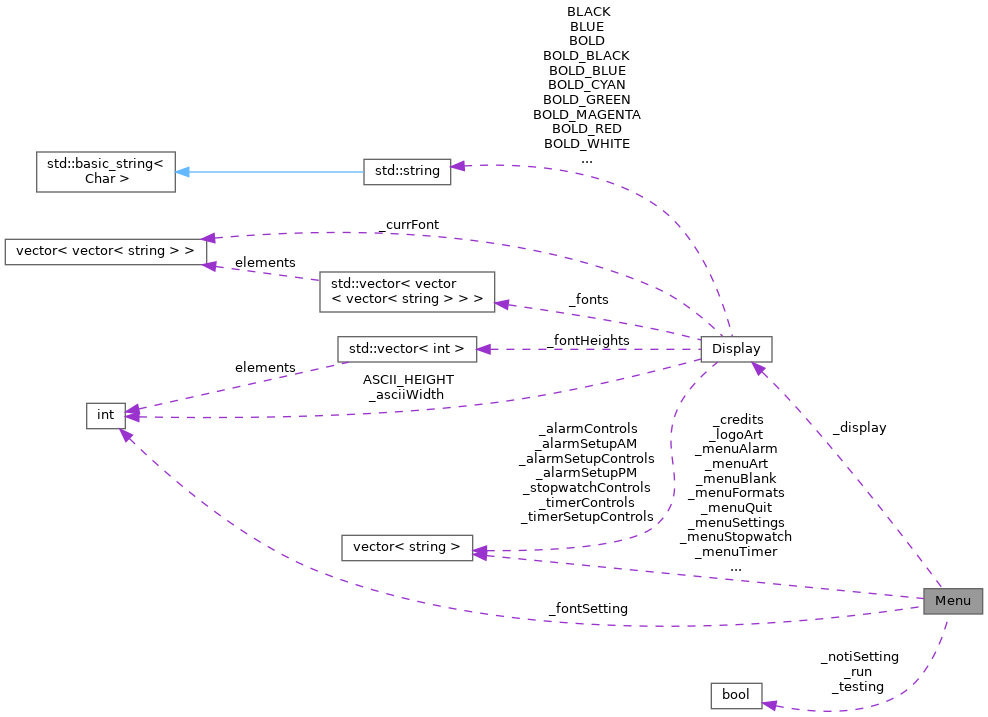 BLACK
BLUE
BOLD
BOLD_BLACK
BOLD_BLUE
BOLD_CYAN
BOLD_GREEN
BOLD_MAGENTA
BOLD_RED
BOLD_WHITE
...
std::basic_string<
Char >
std::string
_currFont
vector< vector< string > >
elements
std::vector< vector
< vector< string > > >
_fonts
std::vector< int >
_fontHeights
Display
elements
ASCII_HEIGHT
_asciiWidth
int
_alarmControls
_alarmSetupAM
_alarmSetupControls
_alarmSetupPM
_stopwatchControls
_timerControls
_timerSetupControls
_credits
_logoArt
_menuAlarm
_menuArt
_menuBlank
_menuFormats
_menuQuit
_menuSettings
_menuStopwatch
_menuTimer
...
_display
vector< string >
Menu
_fontSetting
_notiSetting
_run
_testing
bool